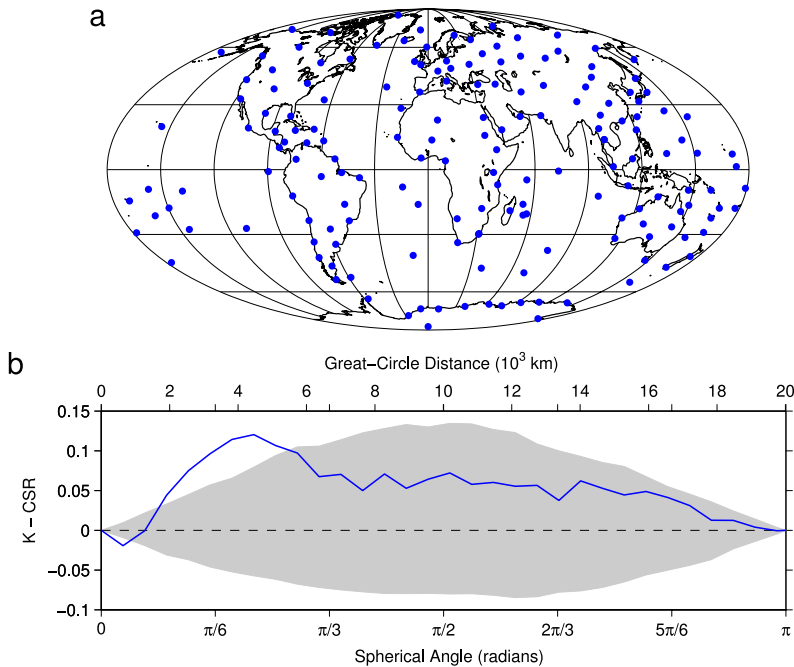 a
b
Great−Circle Distance (10³ km)
0 2 4 6 8 10 12 14 16 18 20
0.15
0.1
0.05
0
−0.05
−0.1
K − CSR
0 π/6 π/3 π/2 2π/3 5π/6 π
Spherical Angle (radians)